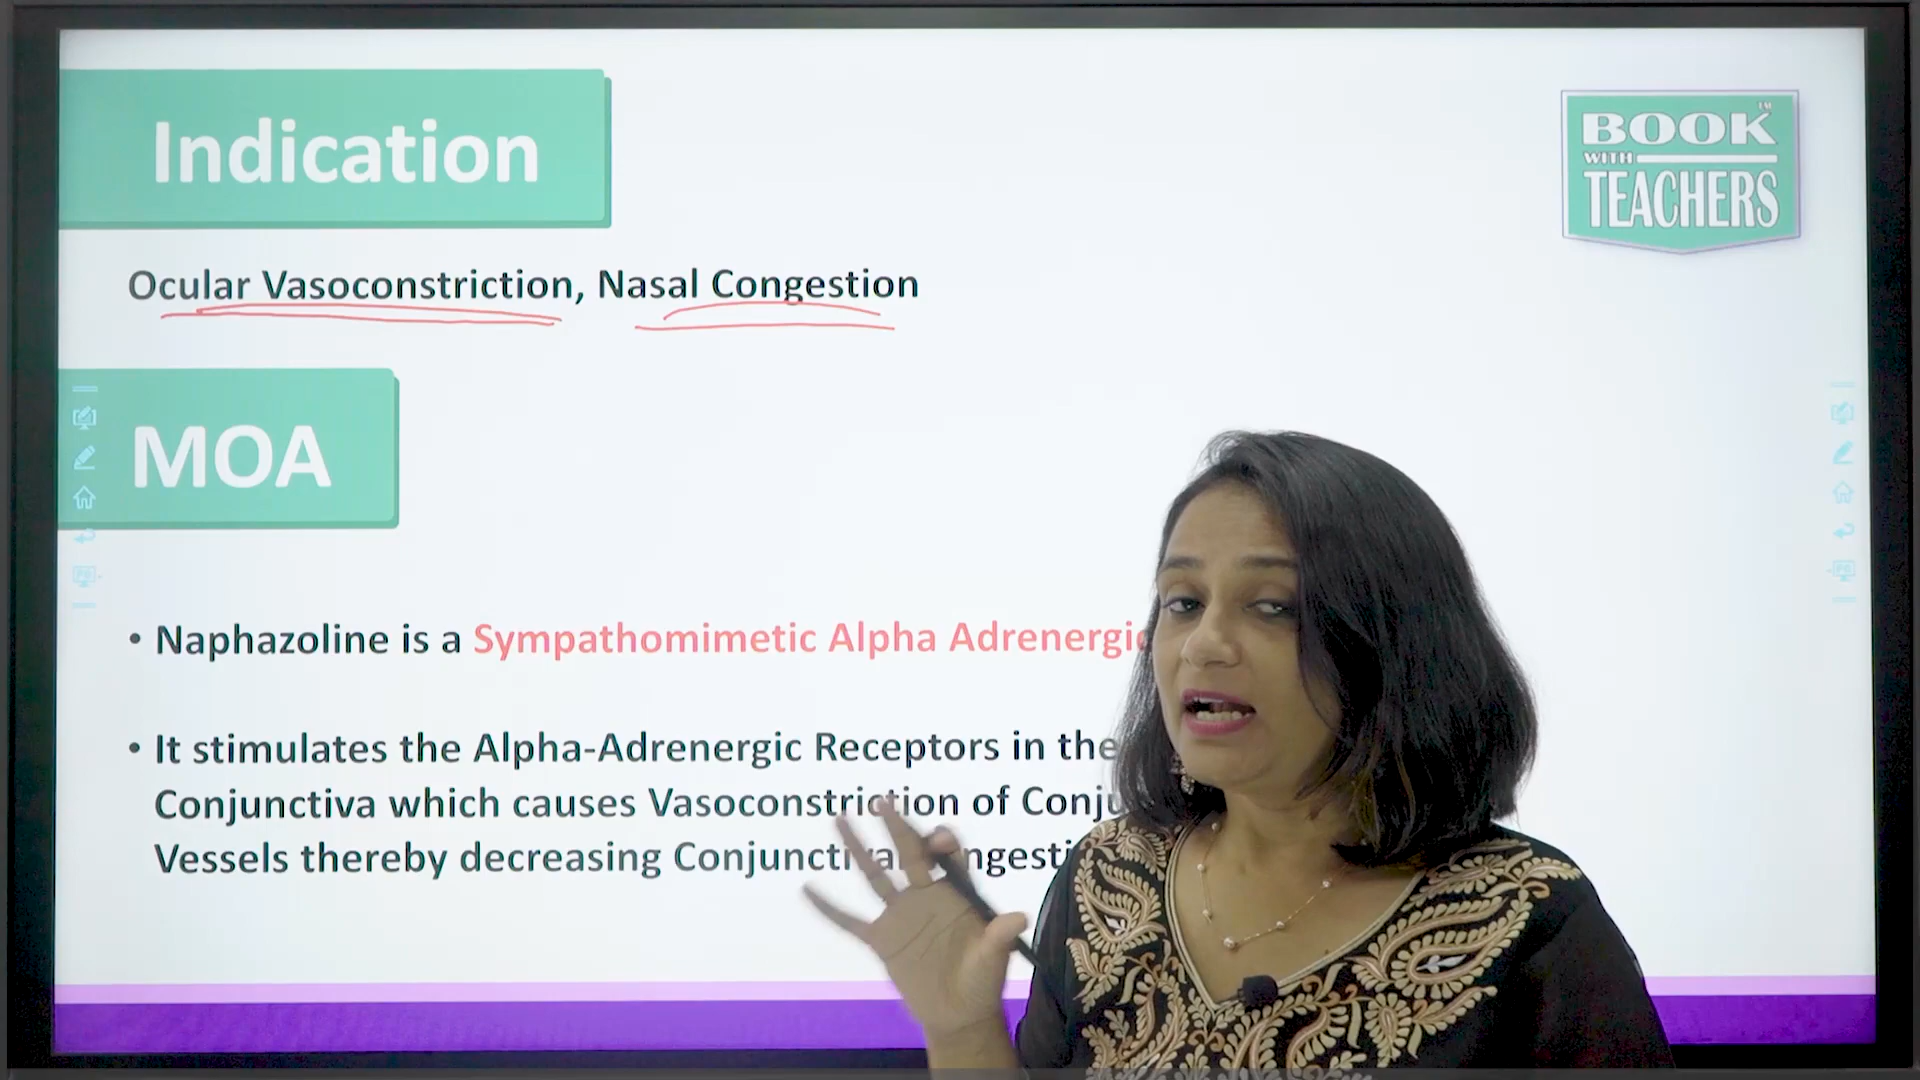 Indication
BOOK™
WITH
TEACHERS
Ocular Vasoconstriction, Nasal Congestion
MOA
• Naphazoline is a Sympathomimetic Alpha Adrenergic
• It stimulates the Alpha-Adrenergic Receptors in the
Conjunctiva which causes Vasoconstriction of
Vessels thereby decreasing